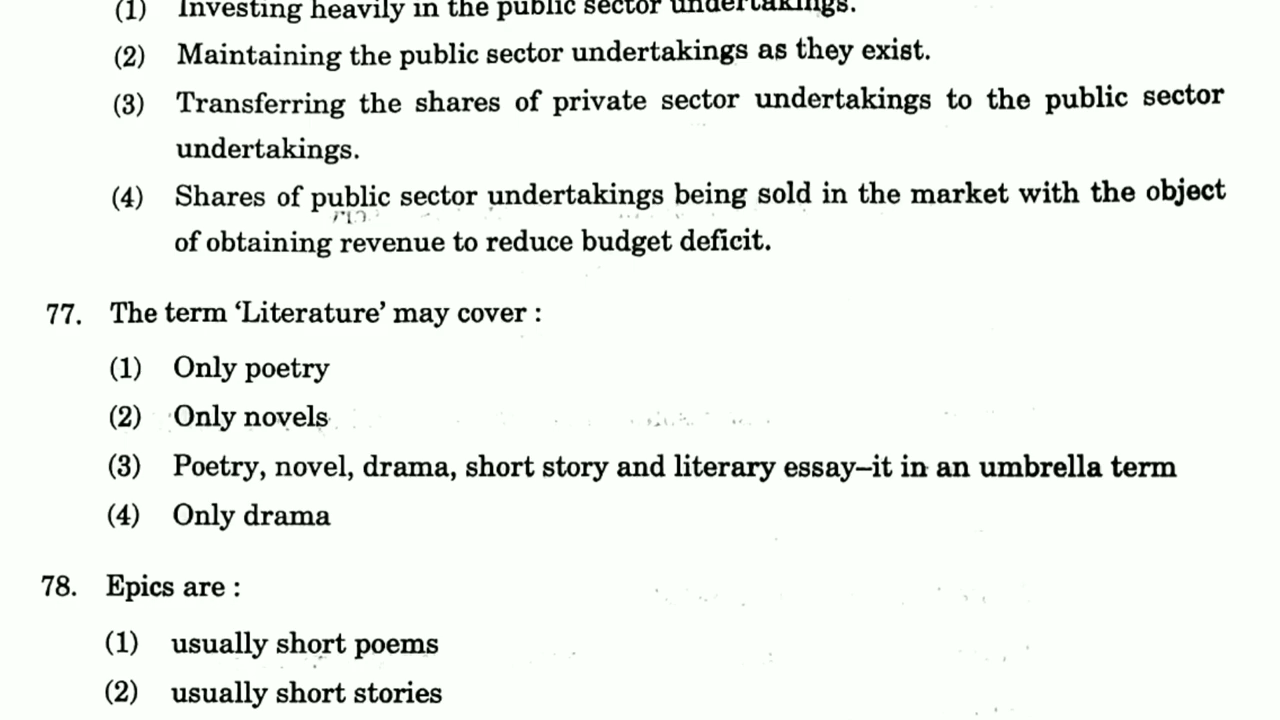 (1) Investing heavily in the public sector undertakings.
(2) Maintaining the public sector undertakings as they exist.
(3) Transferring the shares of private sector undertakings to the public sector
undertakings.
(4) Shares of public sector undertakings being sold in the market with the object
of obtaining revenue to reduce budget deficit.
77. The term ‘Literature’ may cover :
(1) Only poetry
(2) Only novels
(3) Poetry, novel, drama, short story and literary essay–it in an umbrella term
(4) Only drama
78. Epics are :
(1) usually short poems
(2) usually short stories